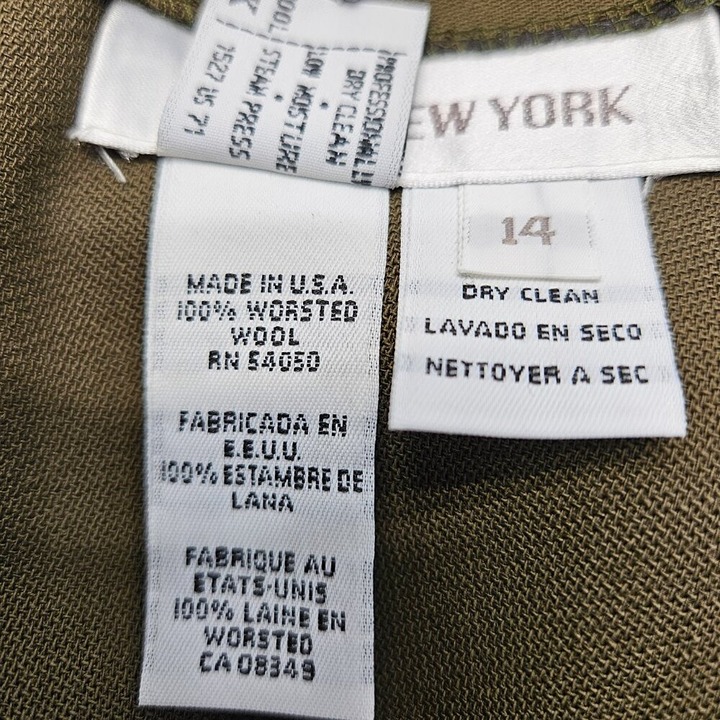 PROFESSIONALLY
DRY CLEAN
LOW MOISTURE
STEAM PRESS
EW YORK
14
DRY CLEAN
LAVADO EN SECO
NETTOYER A SEC
MADE IN U.S.A.
100% WORSTED
WOOL
RN 54050
FABRICADA EN
E.E.U.U.
100% ESTAMBRE DE
LANA
FABRIQUE AU
ETATS-UNIS
100% LAINE EN
WORSTED
CA 08349